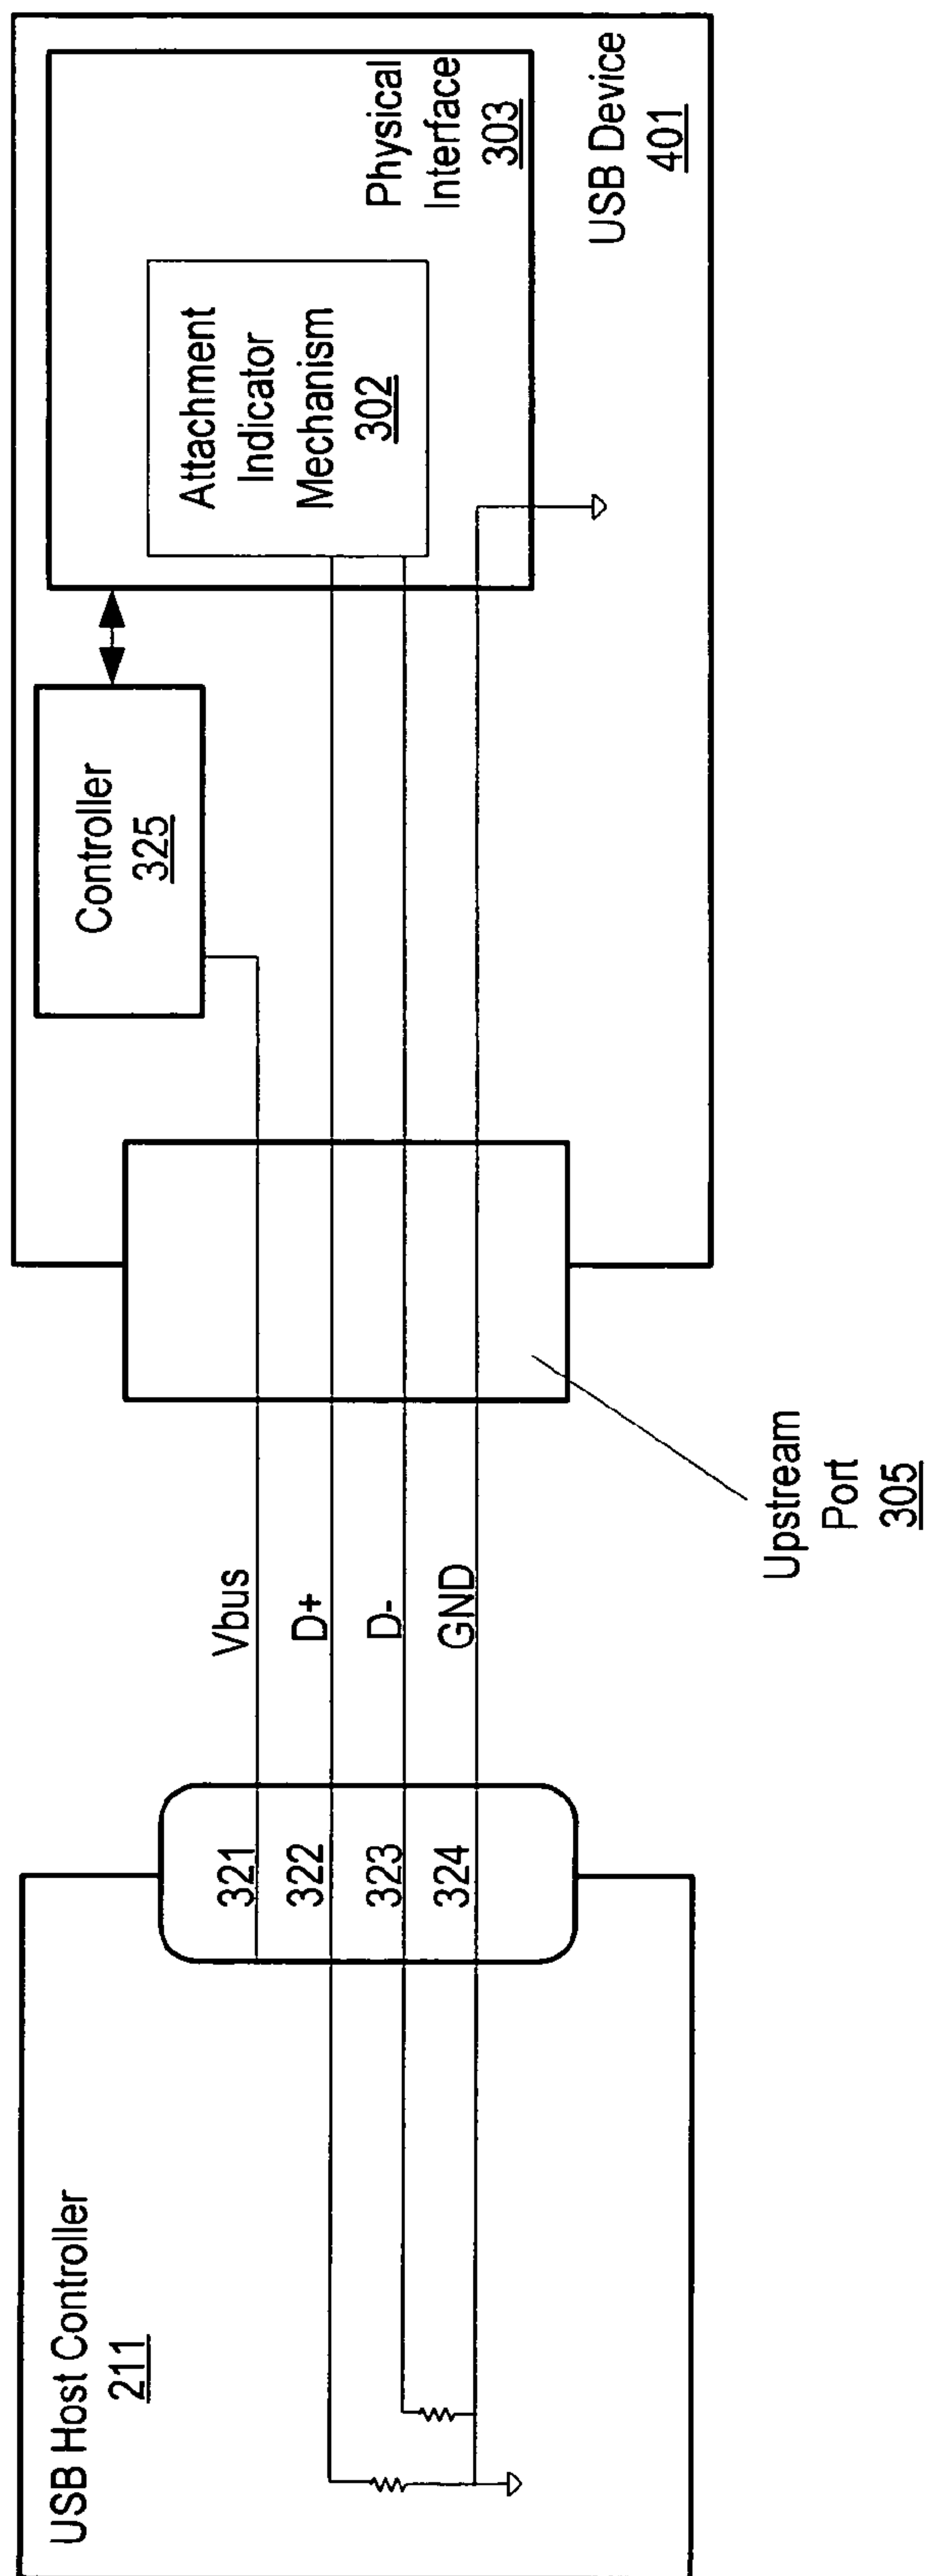 USB Host Controller
211
321
322
323
324
Vbus
D+
D-
GND
Upstream
Port
305
Controller
325
Attachment
Indicator
Mechanism
302
Physical
Interface
303
USB Device
401